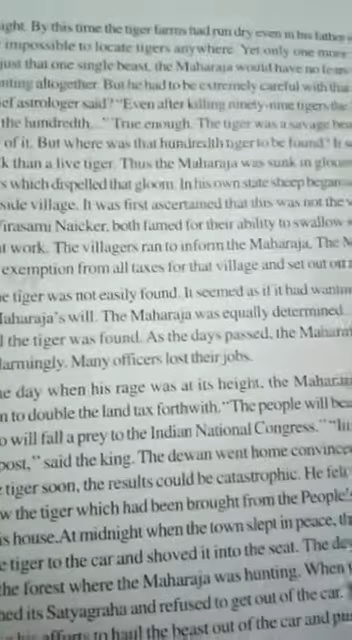 ight. By this time the tiger farms had run dry even in his father
impossible to locate tigers anywhere. Yet only one more
just that one single beast, the Maharaja would have no fears
nting altogether. But he had to be extremely careful with that
ef astrologer said "Even after killing ninety-nine tigers the
the hundredth..." True enough. The tiger was a savage beast
of it. But where was that hundredth tiger to be found? It
k than a live tiger. Thus the Maharaja was sunk in gloom
s which dispelled that gloom. In his own state sheep began
side village. It was first ascertained that this was not the
irasami Naicker, both famed for their ability to swallow
at work. The villagers ran to inform the Maharaja. The M
exemption from all taxes for that village and set out on
e tiger was not easily found. It seemed as if it had wanton
Maharaja's will. The Maharaja was equally determined.
l the tiger was found. As the days passed, the Maharaj
larmingly. Many officers lost their jobs.
e day when his rage was at its height, the Maharaja
n to double the land tax forthwith. "The people will bec
o will fall a prey to the Indian National Congress." "In
post," said the king. The dewan went home convinced
tiger soon, the results could be catastrophic. He felt
w the tiger which had been brought from the People's
is house. At midnight when the town slept in peace, th
e tiger to the car and shoved it into the seat. The dew
the forest where the Maharaja was hunting. When
hed its Satyagraha and refused to get out of the car.
efforts to haul the beast out of the car and pu